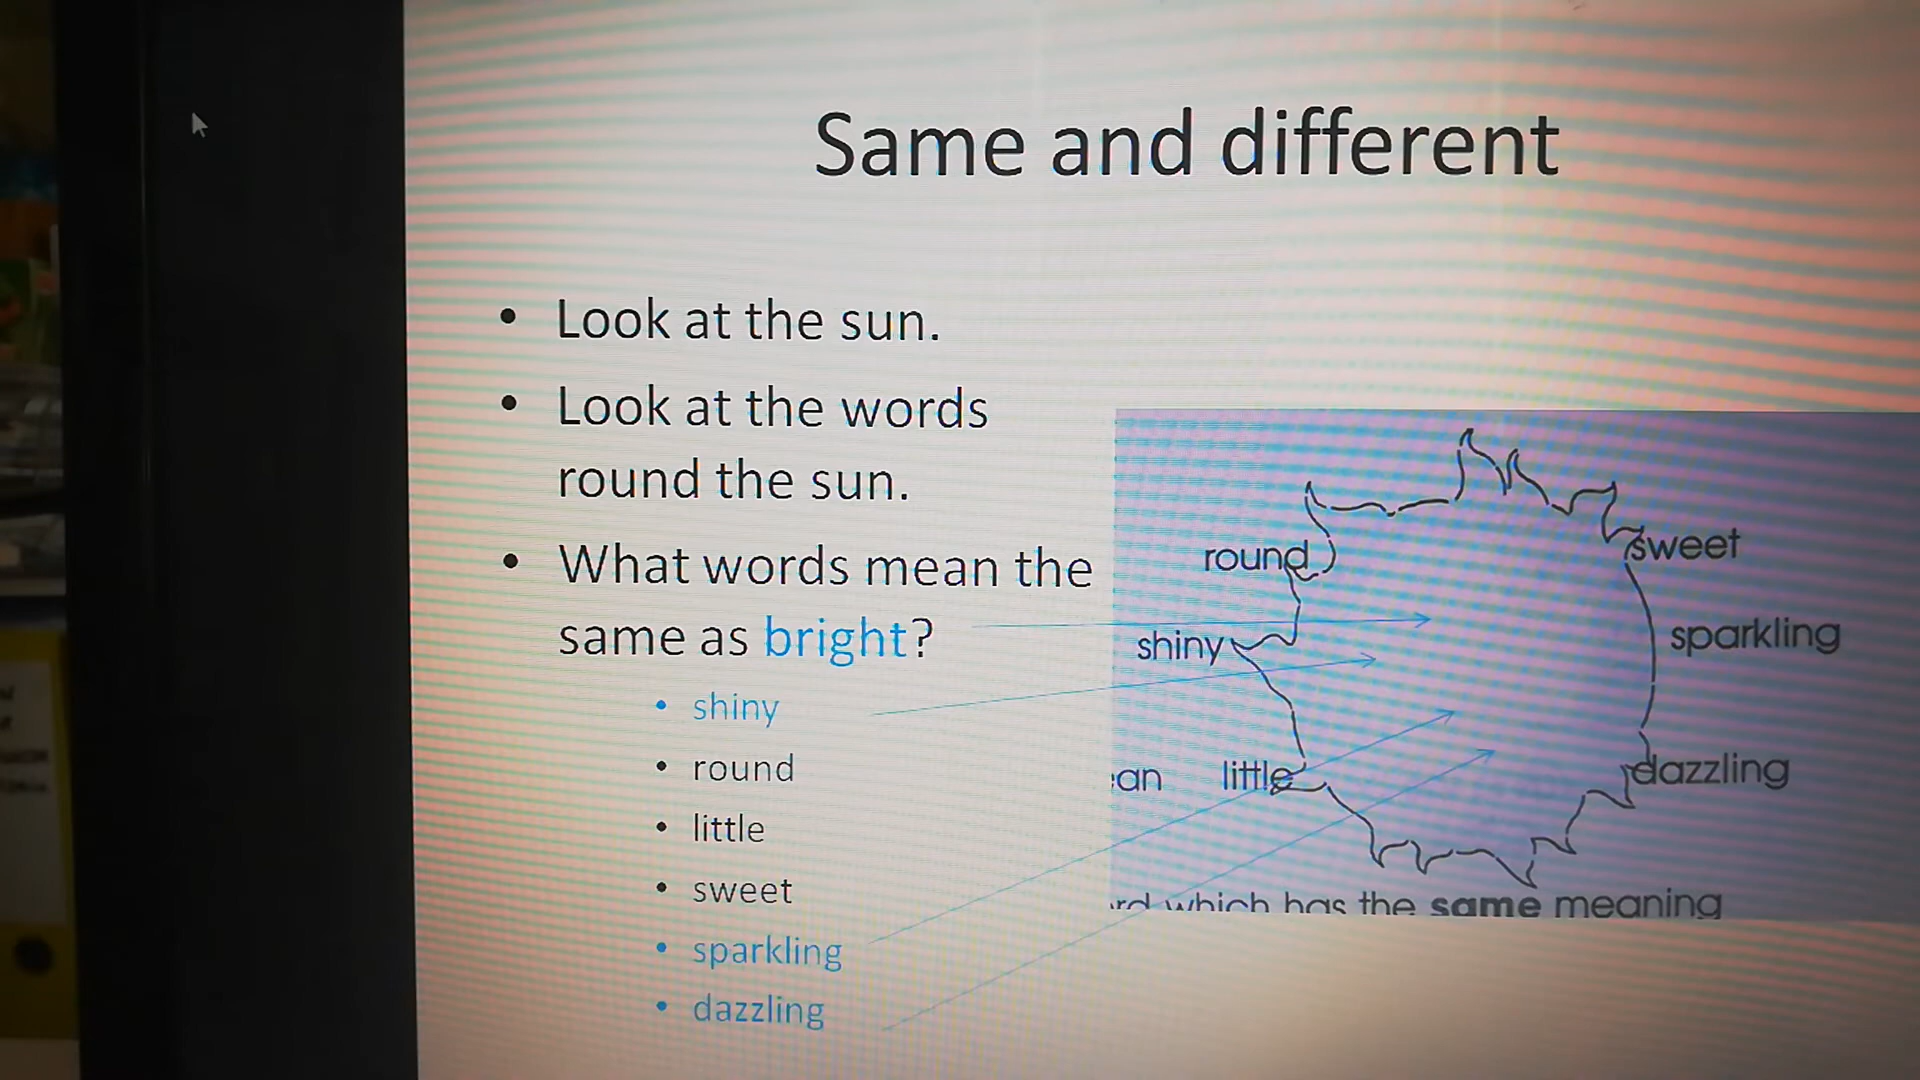 Same and different
• Look at the sun.
• Look at the words
round the sun.
• What words mean the
same as bright?
• shiny
• round
• little
• sweet
• sparkling
• dazzling
round
sweet
shiny
sparkling
little
dazzling
which has the same meaning